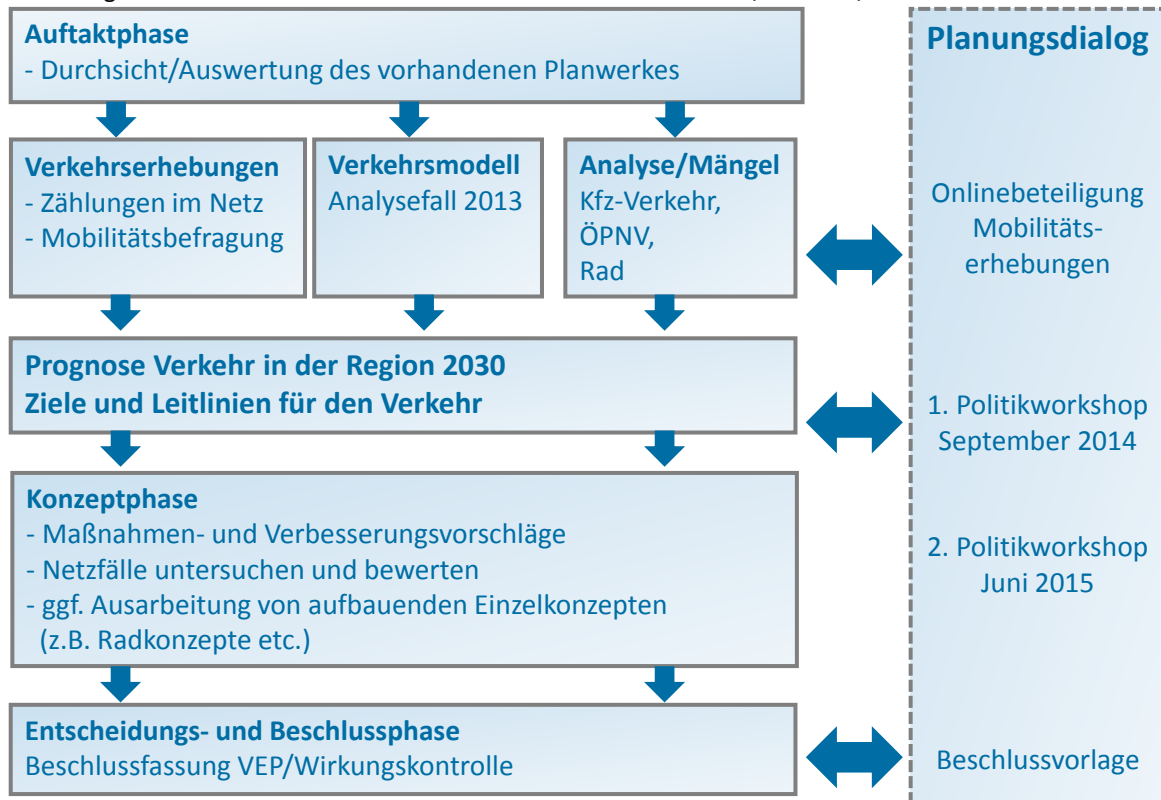 Auftaktphase
- Durchsicht/Auswertung des vorhandenen Planwerkes
Verkehrserhebungen
- Zählungen im Netz
- Mobilitätsbefragung
Verkehrsmodell
Analysefall 2013
Analyse/Mängel
Kfz-Verkehr,
ÖPNV,
Rad
Prognose Verkehr in der Region 2030
Ziele und Leitlinien für den Verkehr
Konzeptphase
- Maßnahmen- und Verbesserungsvorschläge
- Netzfälle untersuchen und bewerten
- ggf. Ausarbeitung von aufbauenden Einzelkonzepten
(z.B. Radkonzepte etc.)
Entscheidungs- und Beschlussphase
Beschlussfassung VEP/Wirkungskontrolle
Planungsdialog
Onlinebeteiligung
Mobilitäts-
erhebungen
1. Politikworkshop
September 2014
2. Politikworkshop
Juni 2015
Beschlussvorlage